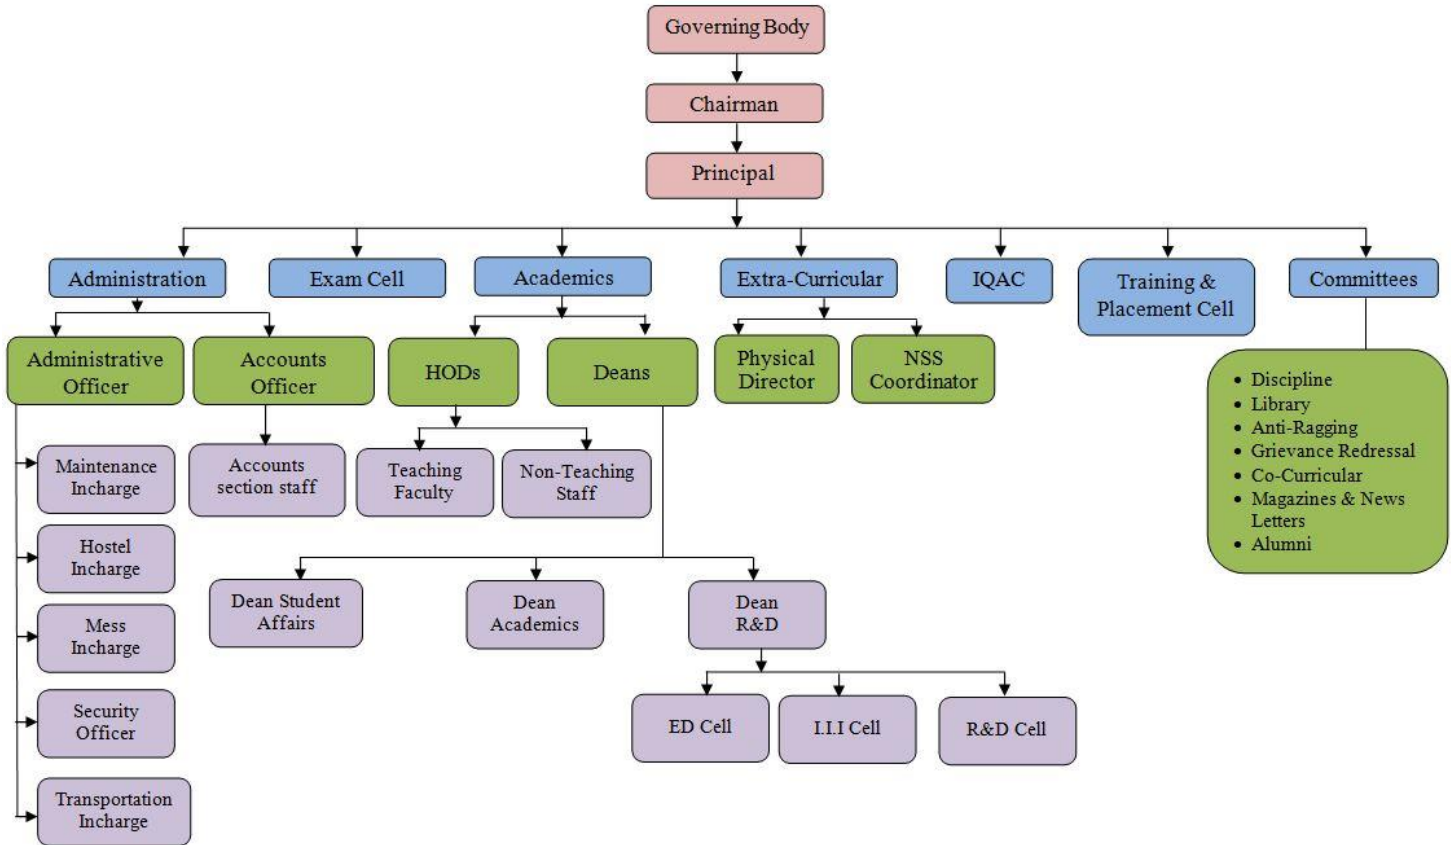 Governing Body
Chairman
Principal
Administration
Exam Cell
Academics
Extra-Curricular
IQAC
Training &
Placement Cell
Committees
Administrative
Officer
Accounts
Officer
HODs
Deans
Physical
Director
NSS
Coordinator
• Discipline
• Library
• Anti-Ragging
• Grievance Redressal
• Co-Curricular
• Magazines & News
Letters
• Alumni
Maintenance
Incharge
Accounts
section staff
Teaching
Faculty
Non-Teaching
Staff
Hostel
Incharge
Dean Student
Affairs
Dean
Academics
Dean
R&D
Mess
Incharge
Security
Officer
ED Cell
I.I.I Cell
R&D Cell
Transportation
Incharge